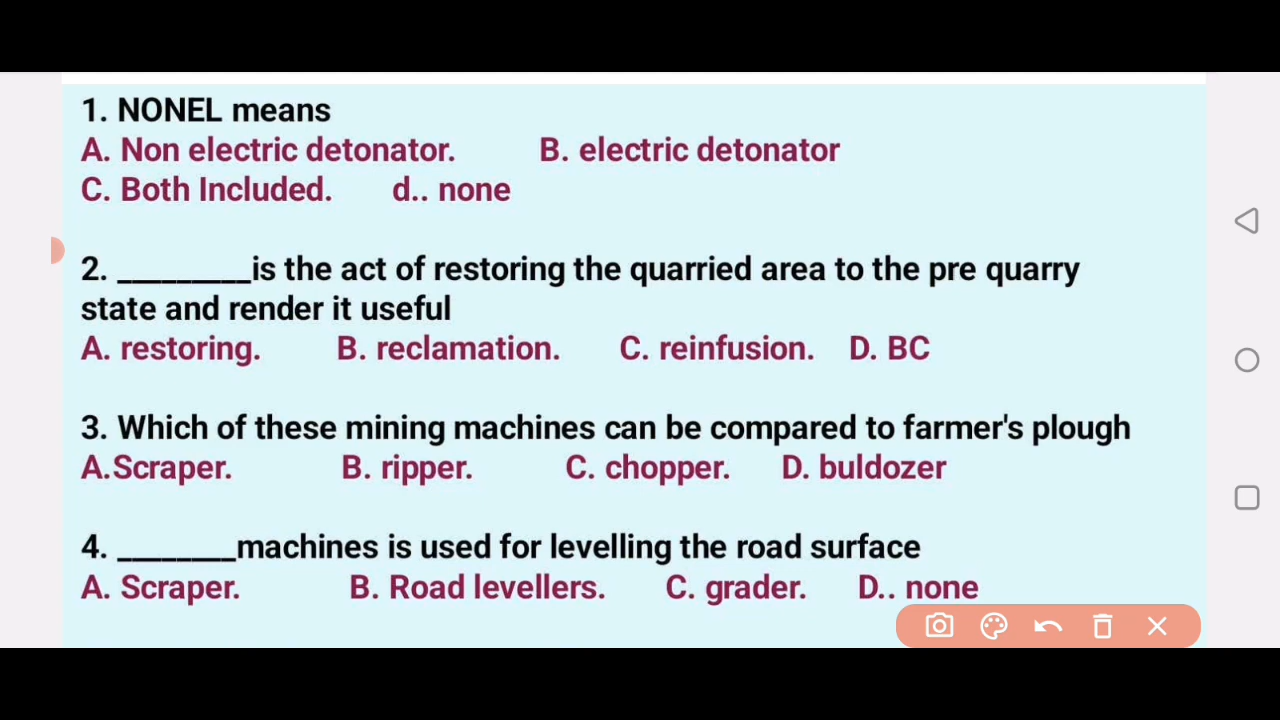 1. NONEL means
A. Non electric detonator. B. electric detonator
C. Both Included. d.. none
2. _________is the act of restoring the quarried area to the pre quarry
state and render it useful
A. restoring. B. reclamation. C. reinfusion. D. BC
3. Which of these mining machines can be compared to farmer's plough
A.Scraper. B. ripper. C. chopper. D. buldozer
4. ________machines is used for levelling the road surface
A. Scraper. B. Road levellers. C. grader. D.. none